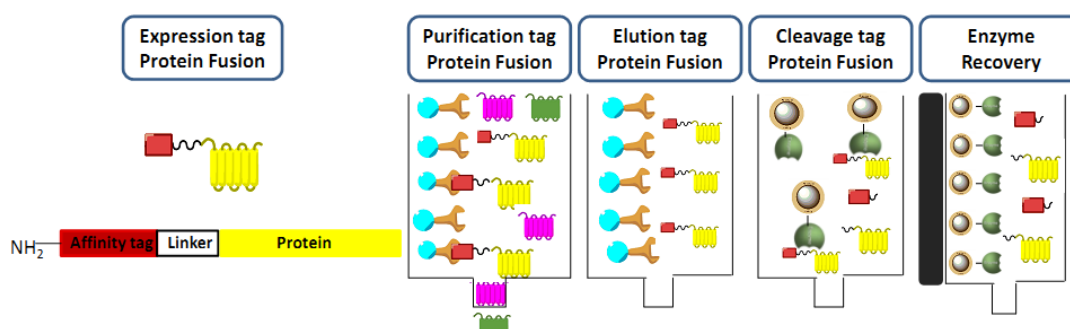 Expression tag
Protein Fusion
Purification tag
Protein Fusion
Elution tag
Protein Fusion
Cleavage tag
Protein Fusion
Enzyme
Recovery
NH2
Affinity tag
Linker
Protein